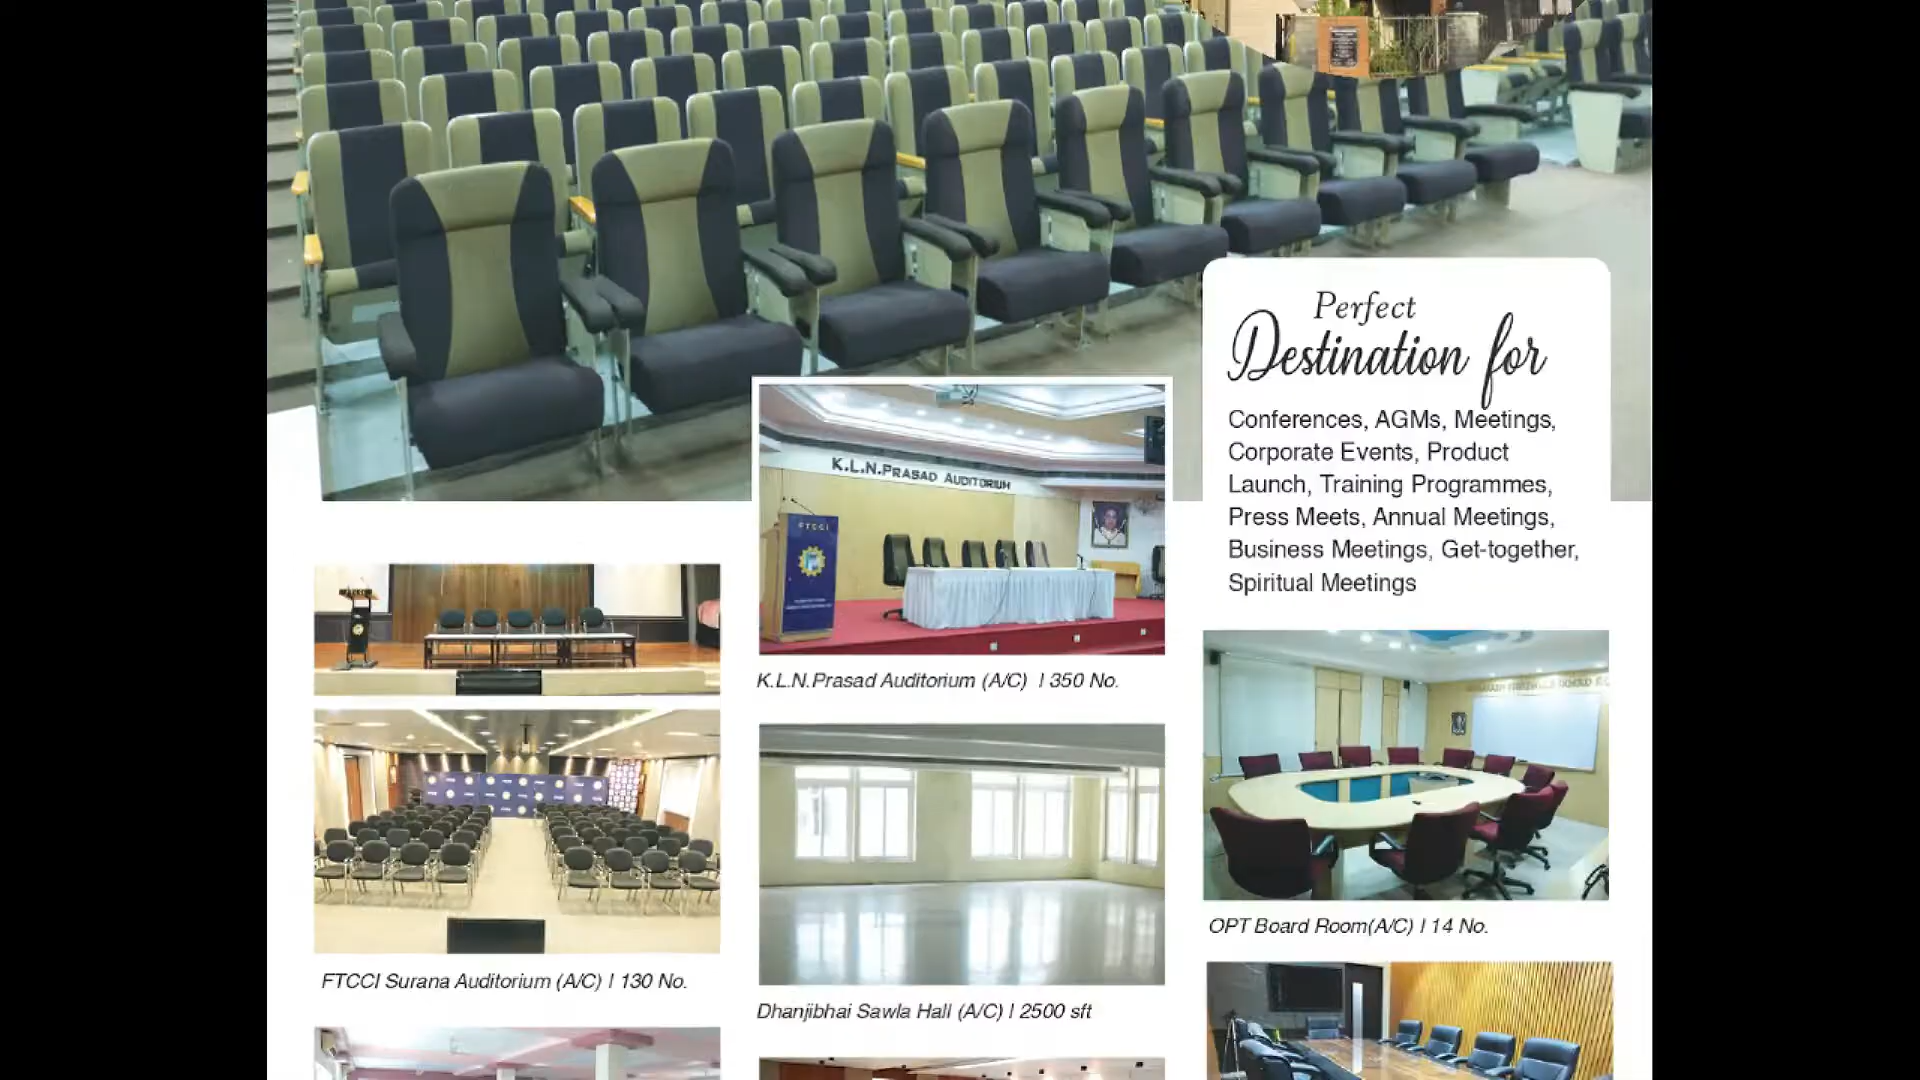 Perfect
Destination for
Conferences, AGMs, Meetings,
Corporate Events, Product
Launch, Training Programmes,
Press Meets, Annual Meetings,
Business Meetings, Get-together,
Spiritual Meetings
K.L.N.PRASAD AUDITORIUM
FTCCI
K.L.N.Prasad Auditorium (A/C) I 350 No.
OPT Board Room(A/C) I 14 No.
FTCCI Surana Auditorium (A/C) I 130 No.
Dhanjibhai Sawla Hall (A/C) I 2500 sft